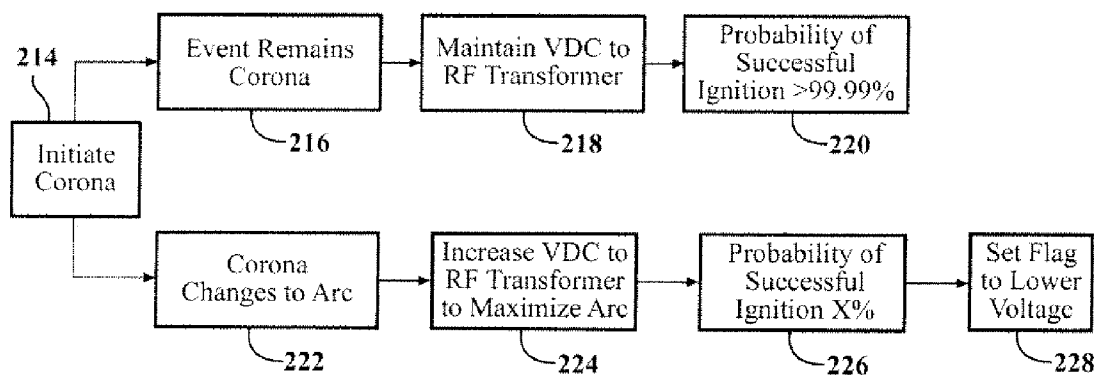 214
Initiate
Corona
Event Remains
Corona
216
Maintain VDC to
RF Transformer
218
Probability of
Successful
Ignition >99.99%
220
Corona
Changes to Arc
222
Increase VDC to
RF Transformer
to Maximize Arc
224
Probability of
Successful
Ignition X%
226
Set Flag
to Lower
Voltage
228